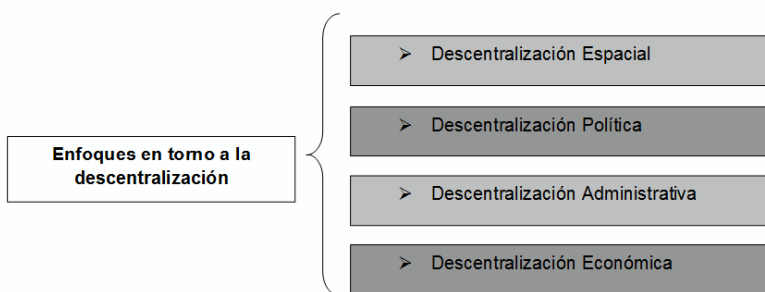 Enfoques en torno a la
descentralización
➢ Descentralización Espacial
➢ Descentralización Política
➢ Descentralización Administrativa
➢ Descentralización Económica